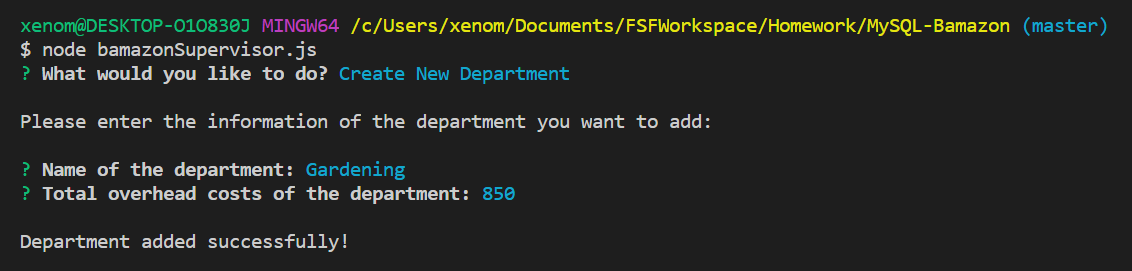 xenom@DESKTOP-O1O830J MINGW64 /c/Users/xenom/Documents/FSFWorkspace/Homework/MySQL-Bamazon (master)
$ node bamazonSupervisor.js
? What would you like to do? Create New Department
Please enter the information of the department you want to add:
? Name of the department: Gardening
? Total overhead costs of the department: 850
Department added successfully!